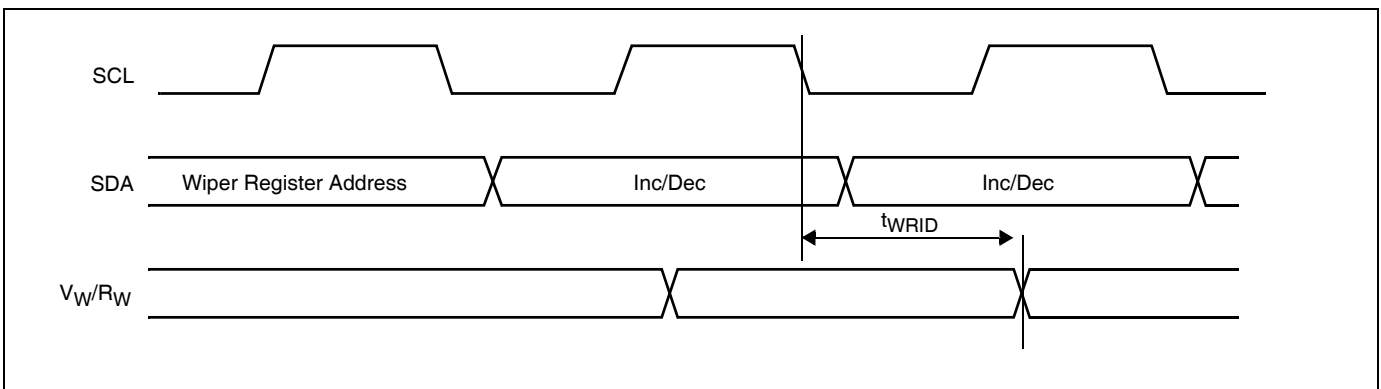 SCL
SDA
Wiper Register Address
Inc/Dec
Inc/Dec
tWRID
VW/RW